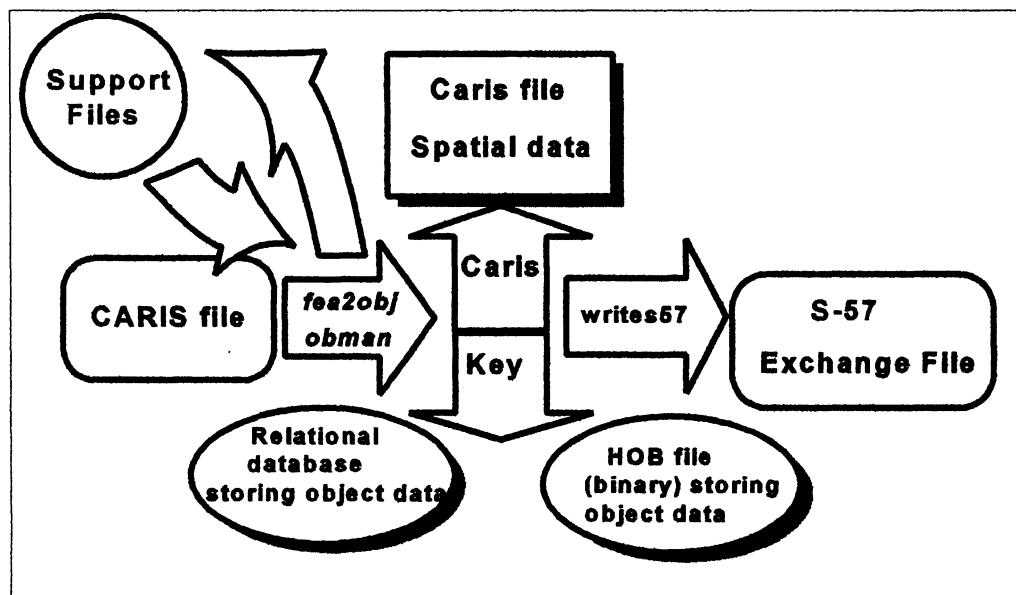 Support
Files
Caris file
Spatial data
CARIS file
fea2obj
obman
Caris
Key
writes57
S-57
Exchange File
Relational
database
storing object data
HOB file
(binary) storing
object data